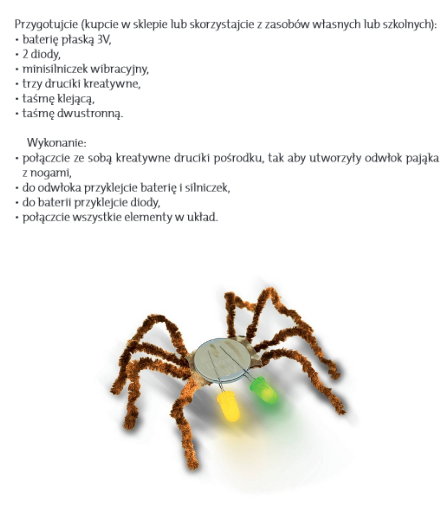 Przygotujcie (kupcie w sklepie lub skorzystajcie z zasobów własnych lub szkolnych):
• baterię płaską 3V,
• 2 diody,
• minisilniczek wibracyjny,
• trzy druciki kreatywne,
• taśmę klejącą,
• taśmę dwustronną.
Wykonanie:
• połączcie ze sobą kreatywne druciki pośrodku, tak aby utworzyły odwłok pająka
z nogami,
• do odwłoka przyklejcie baterię i silniczek,
• do baterii przyklejcie diody,
• połączcie wszystkie elementy w układ.